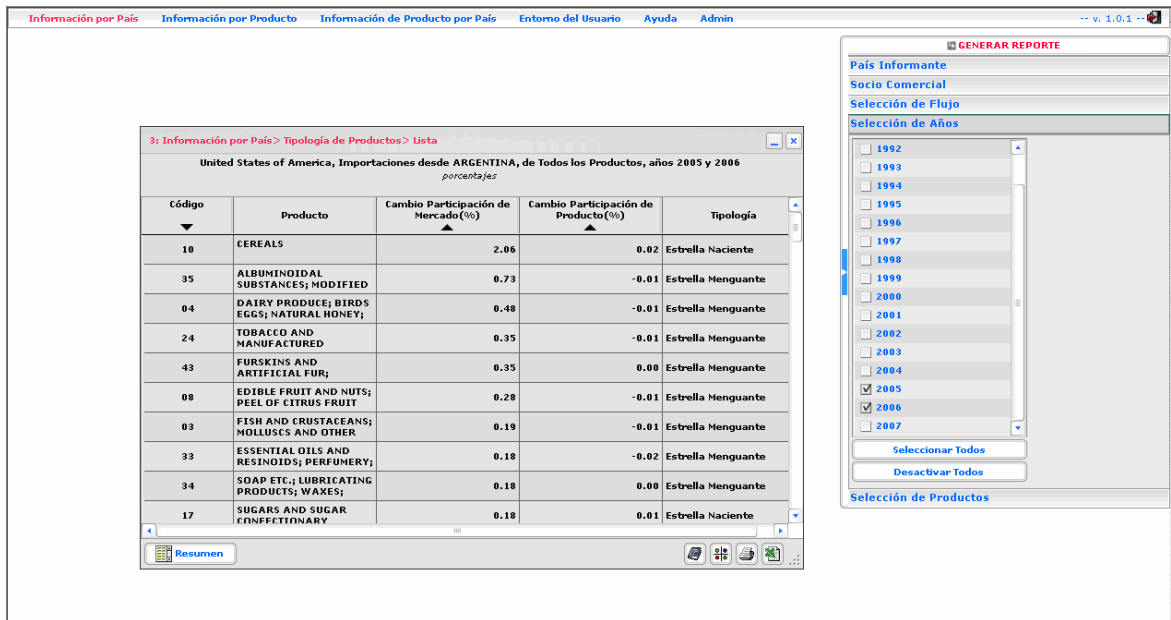 Información por País Información por Producto Información de Producto por País Entorno del Usuario Ayuda Admin -- v. 1.0.1 --
GENERAR REPORTE
País Informante
Socio Comercial
Selección de Flujo
Selección de Años
1992
1993
1994
1995
1996
1997
1998
1999
2000
2001
2002
2003
2004
2005
2006
2007
Seleccionar Todos
Desactivar Todos
Selección de Productos
3: Información por País> Tipología de Productos> Lista
United States of America, Importaciones desde ARGENTINA, de Todos los Productos, años 2005 y 2006
porcentajes
Código Producto Cambio Participación de Mercado(%) Cambio Participación de Producto(%) Tipología
10 CEREALS 2.06 0.02 Estrella Naciente
35 ALBUMINOIDAL SUBSTANCES; MODIFIED 0.73 -0.01 Estrella Menguante
04 DAIRY PRODUCE; BIRDS EGGS; NATURAL HONEY; 0.48 -0.01 Estrella Menguante
24 TOBACCO AND MANUFACTURED 0.35 -0.01 Estrella Menguante
43 FURSKINS AND ARTIFICIAL FUR; 0.35 0.00 Estrella Menguante
08 EDIBLE FRUIT AND NUTS; PEEL OF CITRUS FRUIT 0.28 -0.01 Estrella Menguante
03 FISH AND CRUSTACEANS; MOLLUSCS AND OTHER 0.19 -0.01 Estrella Menguante
33 ESSENTIAL OILS AND RESINOIDS; PERFUMERY; 0.18 -0.02 Estrella Menguante
34 SOAP ETC.; LUBRICATING PRODUCTS; WAXES; 0.18 0.00 Estrella Menguante
17 SUGARS AND SUGAR CONFECTIONARY 0.18 0.01 Estrella Naciente
Resumen